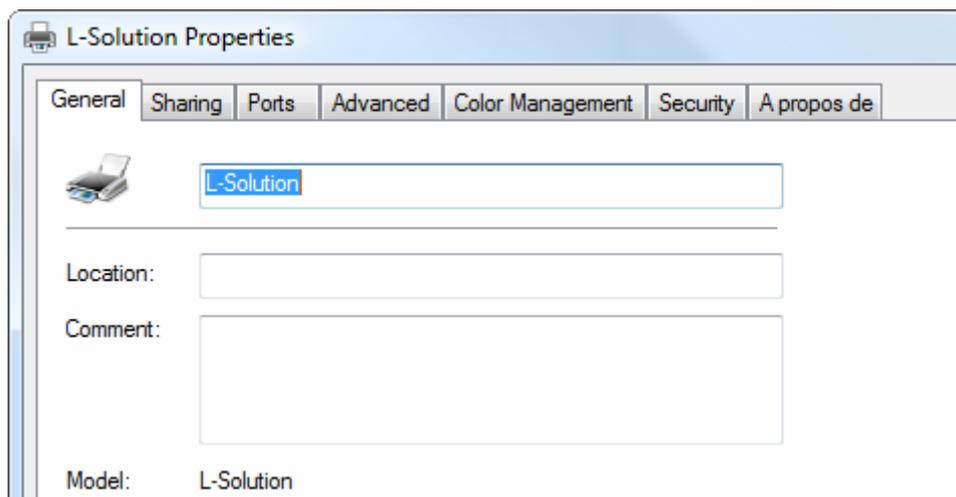 L-Solution Properties
General Sharing Ports Advanced Color Management Security A propos de
L-Solution
Location:
Comment:
Model: L-Solution